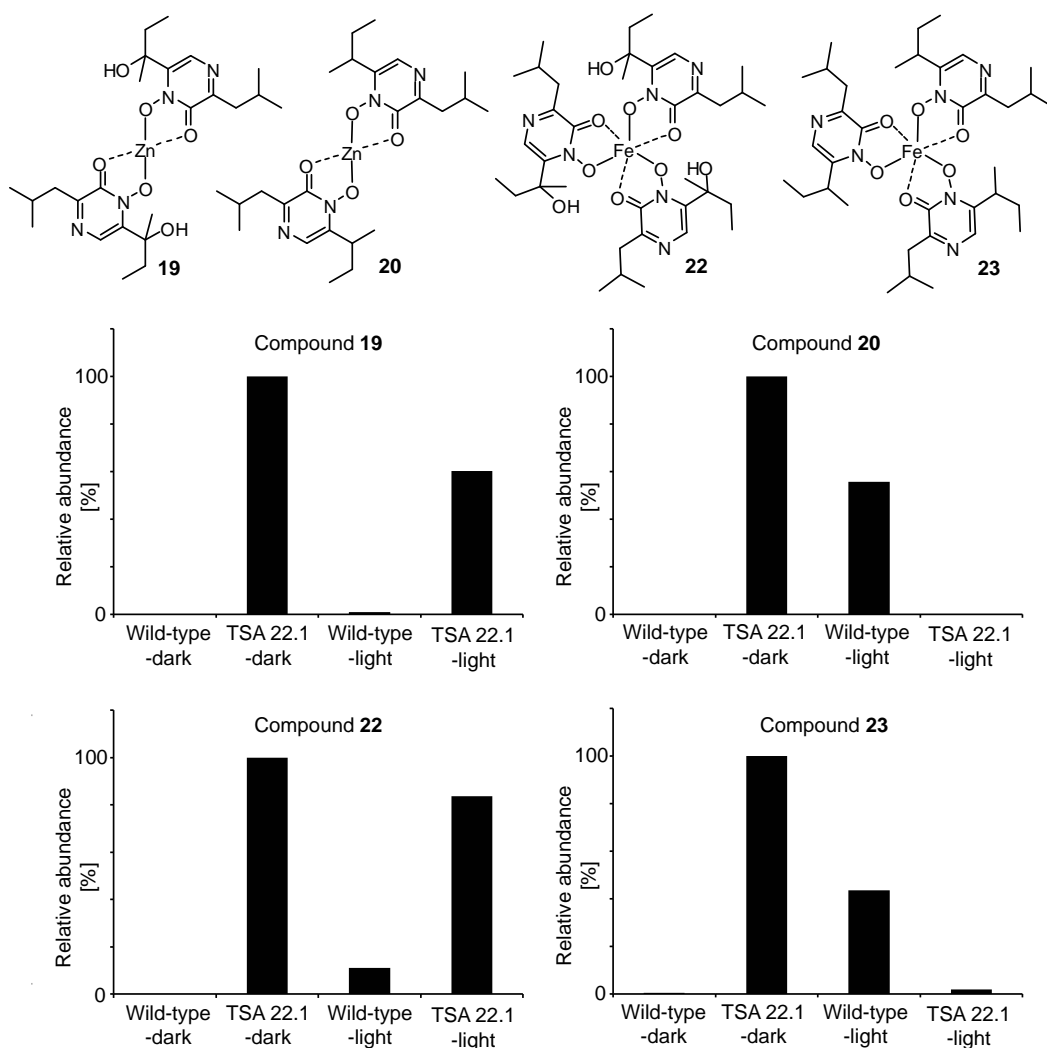 HO
N
N
O
O
O
O
Zn
N
N
OH
19
N
N
O
O
O
O
Zn
N
N
20
HO
N
N
O
O
N
N
O
O
Fe
O
O
N
N
OH
HO
22
N
N
O
O
N
N
O
O
Fe
O
O
N
N
23
Compound 19
Relative abundance
[%]
100
0
Wild-type
-dark
TSA 22.1
-dark
Wild-type
-light
TSA 22.1
-light
Compound 20
Relative abundance
[%]
100
0
Wild-type
-dark
TSA 22.1
-dark
Wild-type
-light
TSA 22.1
-light
Compound 22
Relative abundance
[%]
100
0
Wild-type
-dark
TSA 22.1
-dark
Wild-type
-light
TSA 22.1
-light
Compound 23
Relative abundance
[%]
100
0
Wild-type
-dark
TSA 22.1
-dark
Wild-type
-light
TSA 22.1
-light